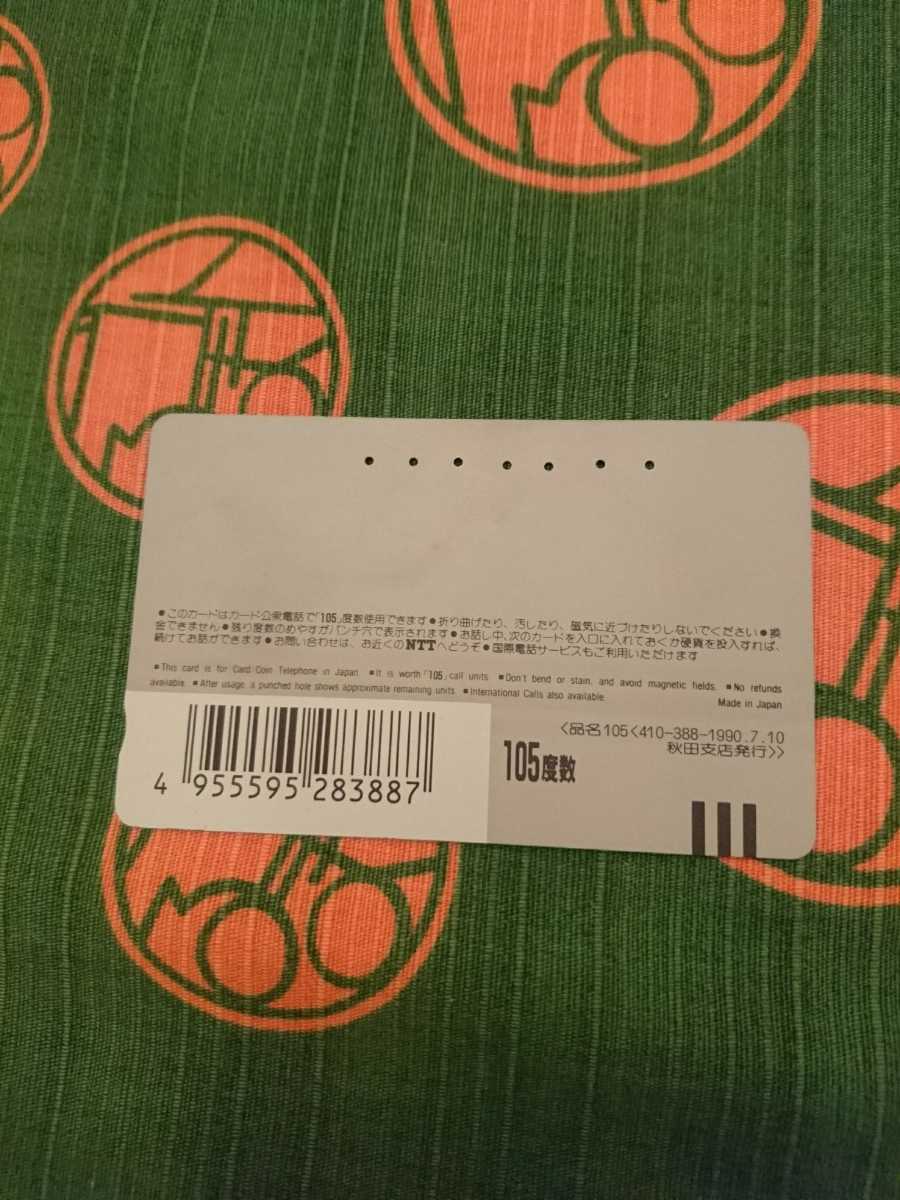 ●このカードはカード公衆電話で「105」度数使用できます●折り曲げたり、汚したり、磁気に近づけたりしないでください●換
金できません●残り度数のめやすがパンチ穴で表示されます●お話し中、次のカードを入口に入れておくか硬貨を投入すれば、
続けてお話ができます●お問い合わせは、お近くのNTTへどうぞ●国際電話サービスもご利用いただけます
■This card is for Card Coin Telephone in Japan. ■It is worth「105」call units. ■Don't bend or stain, and avoid magnetic fields. ■No refunds
available. ■After usage, a punched hole shows approximate remaining units. ■International Calls also available.
Made in Japan
〈品名105〈410-388-1990.7.10
秋田支店発行〉〉
105度数
4 955595 283887